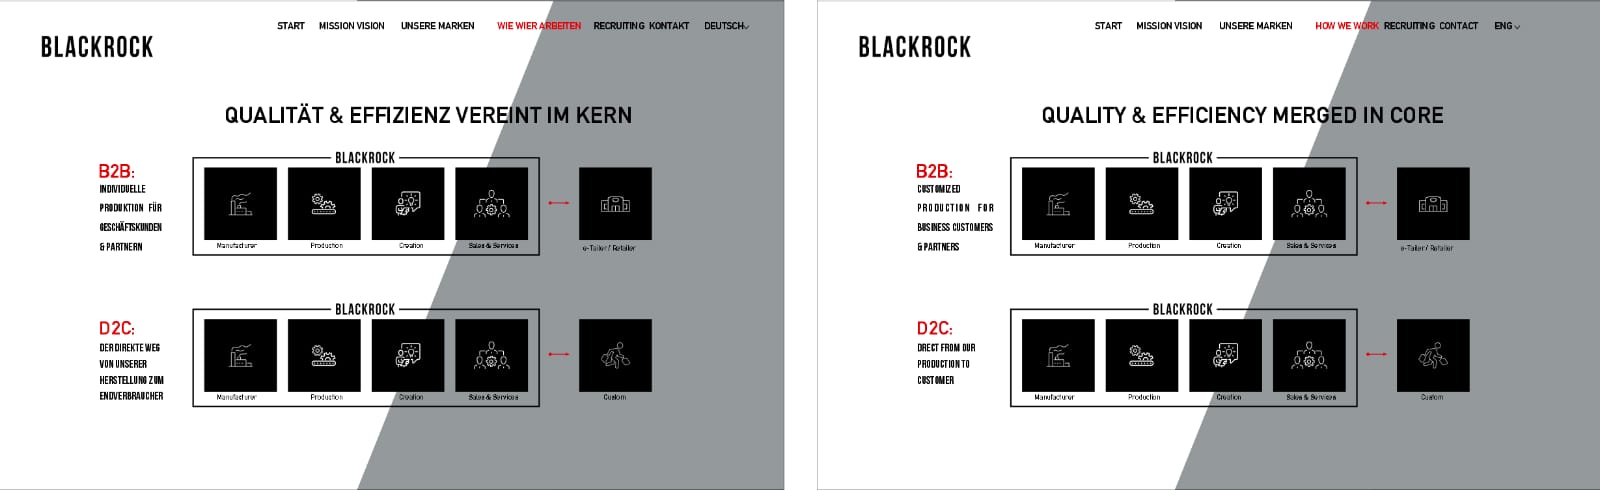 START MISSION VISION UNSERE MARKEN WIE WIER ARBEITEN RECRUITING KONTAKT DEUTSCH
BLACKROCK
QUALITÄT & EFFIZIENZ VEREINT IM KERN
B2B:
INDIVIDUELLE
PRODUKTION FÜR
GESCHÄFTSKUNDEN
& PARTNERN
BLACKROCK
Manufacturer Production Creation Sales & Services e-Tailer / Retailer
D2C:
DER DIREKTE WEG
VON UNSERER
HERSTELLUNG ZUM
ENDVERBRAUCHER
BLACKROCK
Manufacturer Production Creation Sales & Services Custom
START MISSION VISION UNSERE MARKEN HOW WE WORK RECRUITING CONTACT ENG
BLACKROCK
QUALITY & EFFICIENCY MERGED IN CORE
B2B:
CUSTOMIZED
PRODUCTION FOR
BUSINESS CUSTOMERS
& PARTNERS
BLACKROCK
Manufacturer Production Creation Sales & Services e-Tailer / Retailer
D2C:
DRECT FROM OUR
PRODUCTION TO
CUSTOMER
BLACKROCK
Manufacturer Production Creation Sales & Services Custom